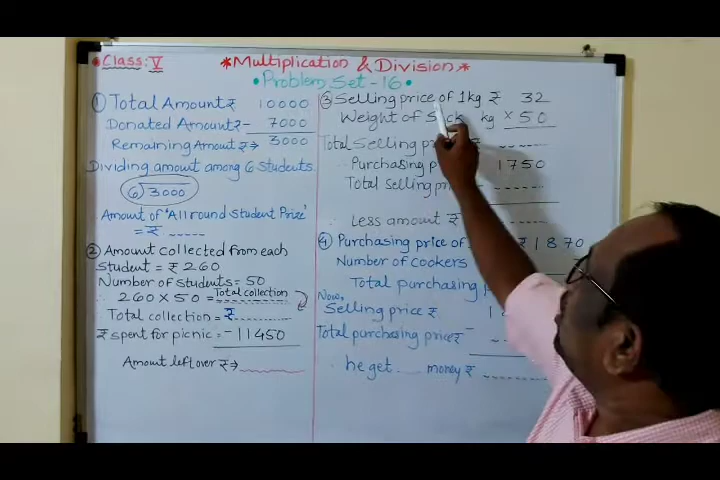 Class: V
*Multiplication & Division*
• Problem Set-16 •
① Total Amount ₹ 10000
Donated Amount ₹ - 7000
Remaining Amount ₹ → 3000
Dividing amount among 6 students.
6) 3000
Amount of 'All round Student Prize'
= ₹ -----
② Amount collected from each
student = ₹ 260
Number of students = 50
∴ 260 × 50 = Total collection
Total collection = ₹ --------
₹ spent for picnic = - 11450
Amount left over ₹ →
③ Selling price of 1kg ₹ 32
Weight of kg × 50
Total Selling
∴ Purchasing 1750
Total Selling
∴ Less amount ₹ ------
④ Purchasing price of ₹ 1870
Number of cookers
Total purchasing
Now,
Selling price ₹ 1
Total purchasing price ₹ -
∴ he get .... money ₹ ------